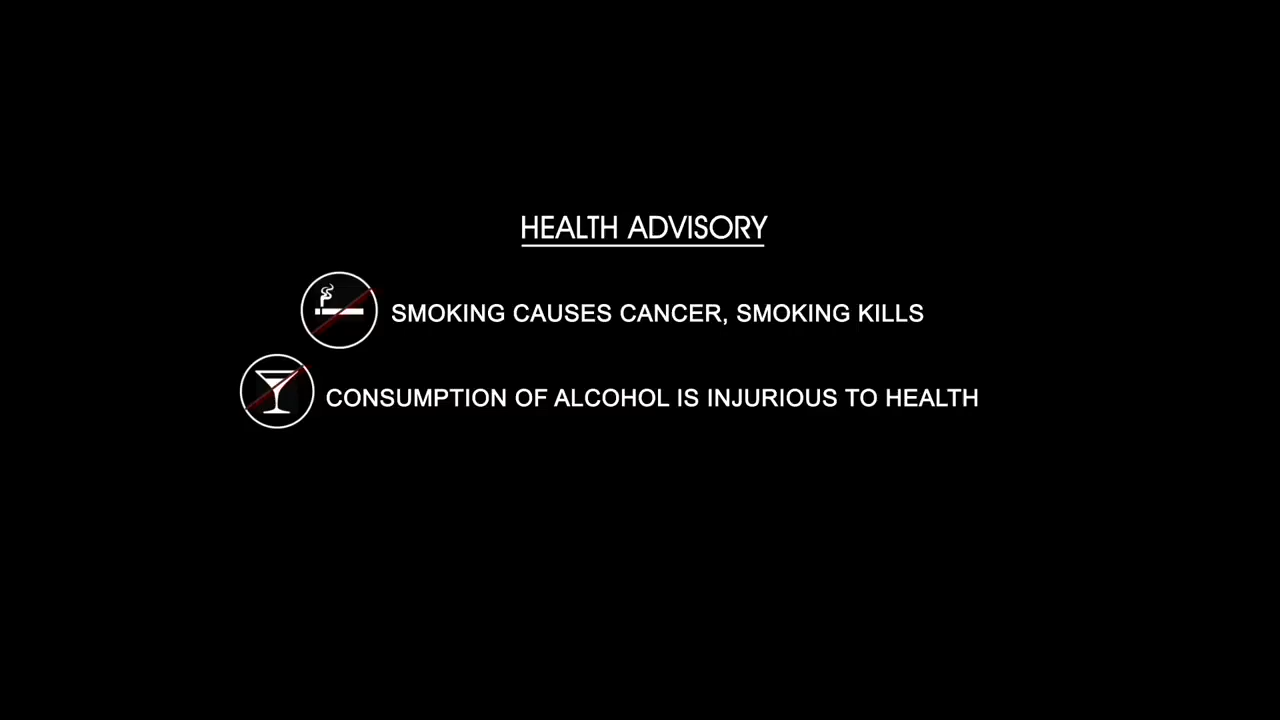 HEALTH ADVISORY
SMOKING CAUSES CANCER, SMOKING KILLS
CONSUMPTION OF ALCOHOL IS INJURIOUS TO HEALTH